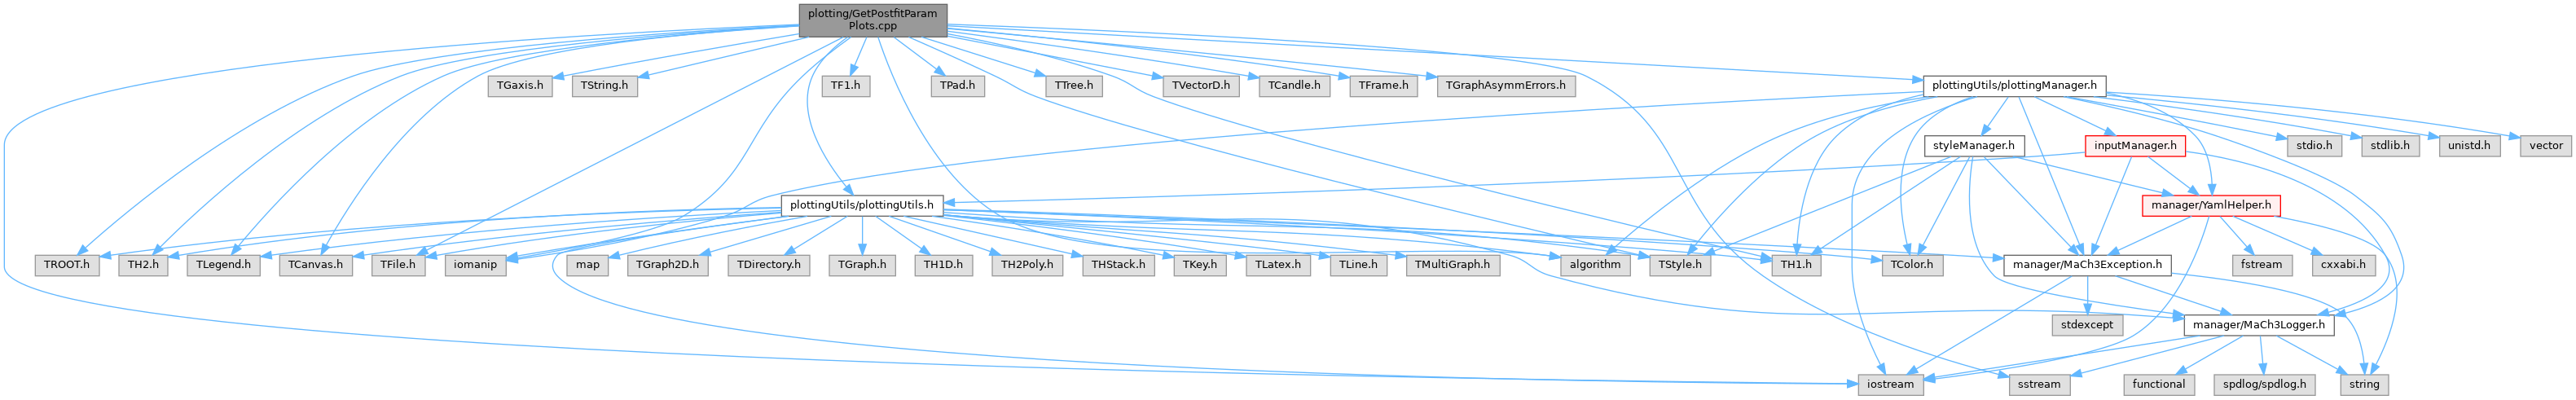 plotting/GetPostfitParam
Plots.cpp
TGaxis.h
TString.h
TF1.h
TPad.h
TTree.h
TVectorD.h
TCandle.h
TFrame.h
TGraphAsymmErrors.h
plottingUtils/plottingManager.h
styleManager.h
inputManager.h
stdio.h
stdlib.h
unistd.h
vector
plottingUtils/plottingUtils.h
manager/YamlHelper.h
TROOT.h
TH2.h
TLegend.h
TCanvas.h
TFile.h
iomanip
map
TGraph2D.h
TDirectory.h
TGraph.h
TH1D.h
TH2Poly.h
THStack.h
TKey.h
TLatex.h
TLine.h
TMultiGraph.h
algorithm
TStyle.h
TH1.h
TColor.h
manager/MaCh3Exception.h
fstream
cxxabi.h
stdexcept
manager/MaCh3Logger.h
iostream
sstream
functional
spdlog/spdlog.h
string